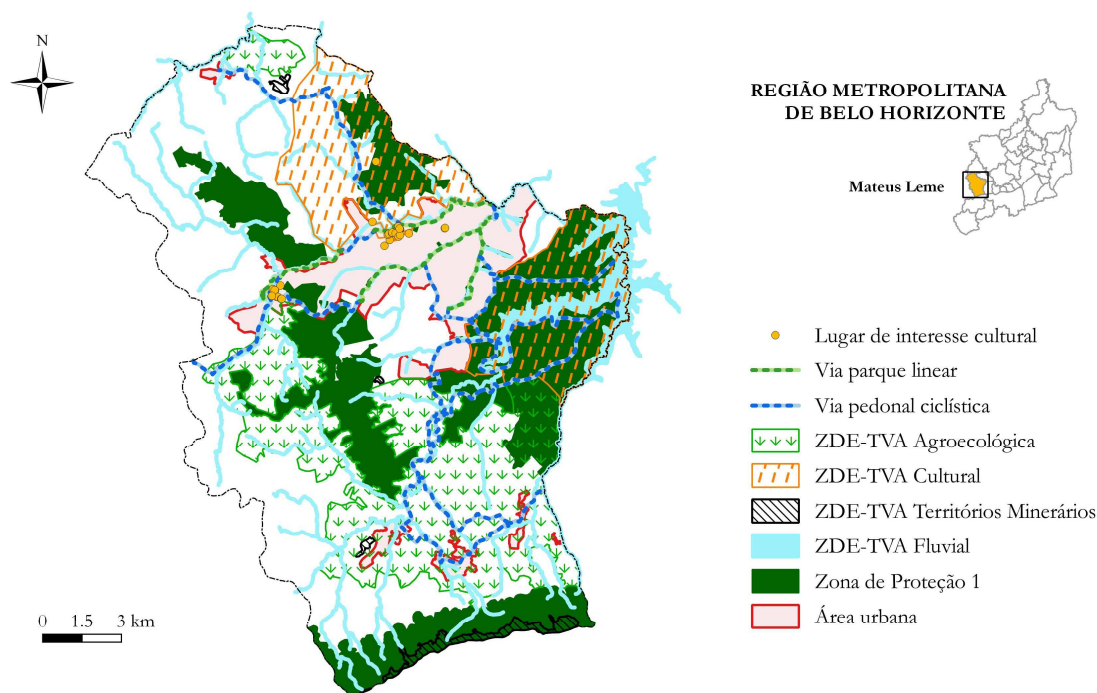 N
REGIÃO METROPOLITANA
DE BELO HORIZONTE
Mateus Leme
Lugar de interesse cultural
Via parque linear
Via pedonal ciclística
ZDE-TVA Agroecológica
ZDE-TVA Cultural
ZDE-TVA Territórios Minerários
ZDE-TVA Fluvial
Zona de Proteção 1
Área urbana
0 1.5 3 km